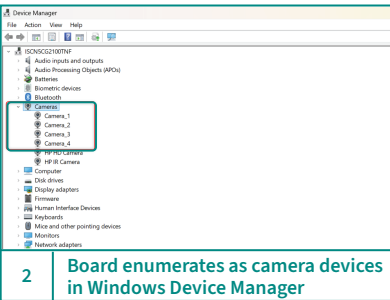 Device Manager
File Action View Help
ISCN5CG2100TNF
Audio inputs and outputs
Audio Processing Objects (APOs)
Batteries
Biometric devices
Bluetooth
Cameras
Camera_1
Camera_2
Camera_3
Camera_4
HP HD Camera
HP IR Camera
Computer
Disk drives
Display adapters
Firmware
Human Interface Devices
Keyboards
Mice and other pointing devices
Monitors
Network adapters
2 Board enumerates as camera devices
in Windows Device Manager